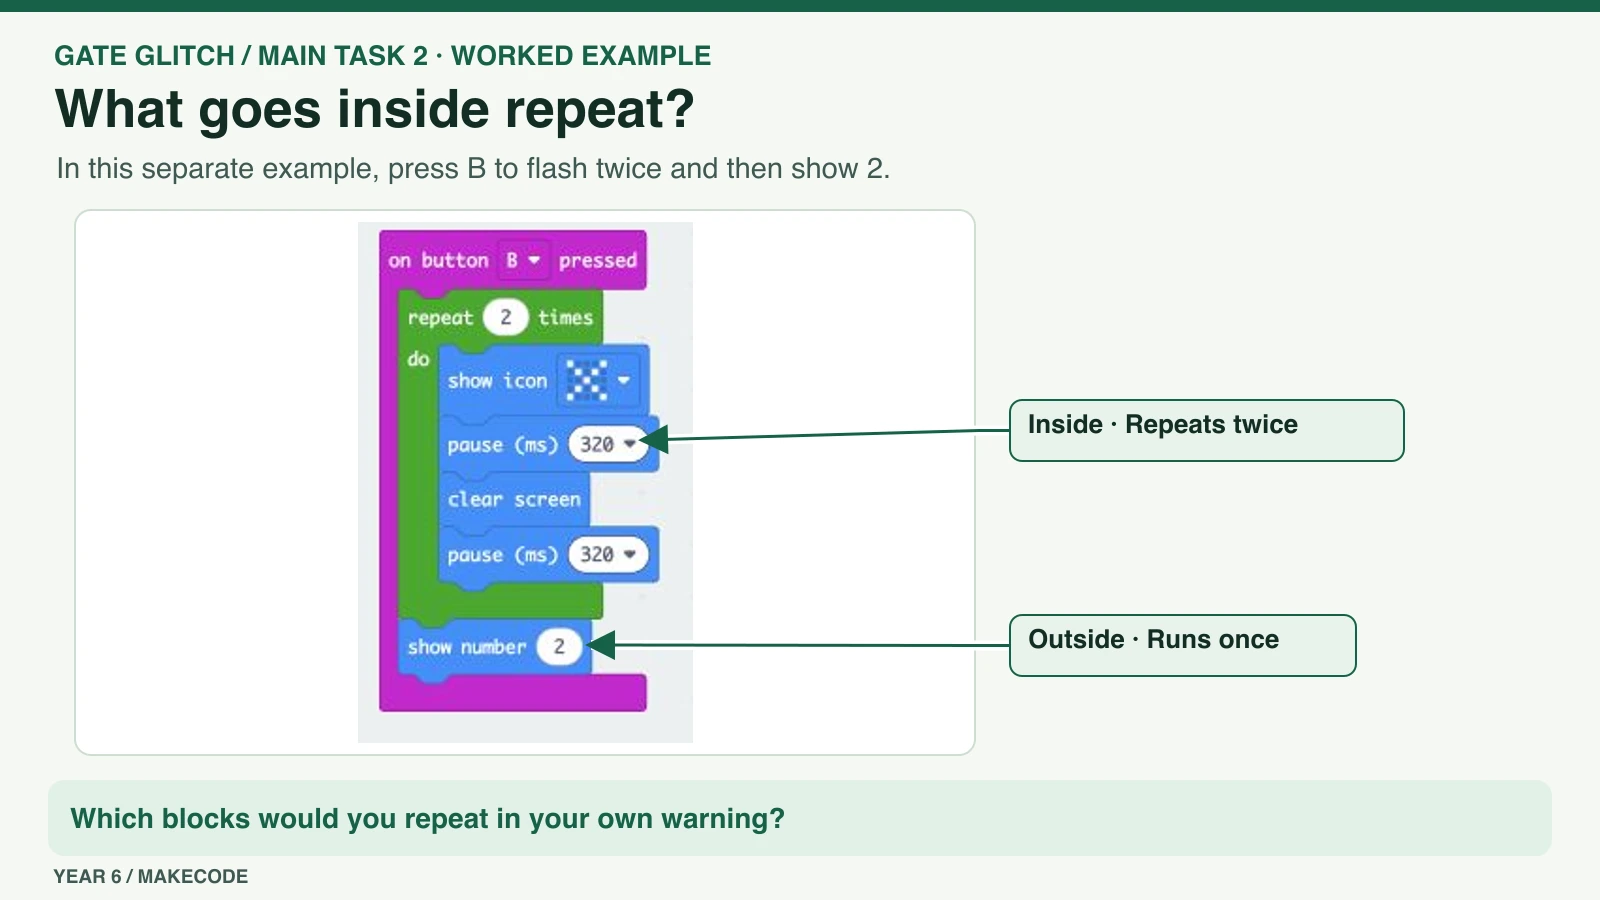 GATE GLITCH / MAIN TASK 2 · WORKED EXAMPLE
What goes inside repeat?
In this separate example, press B to flash twice and then show 2.
on button B pressed
repeat 2 times
do
show icon
pause (ms) 320
Inside · Repeats twice
clear screen
pause (ms) 320
show number 2
Outside · Runs once
Which blocks would you repeat in your own warning?
YEAR 6 / MAKECODE